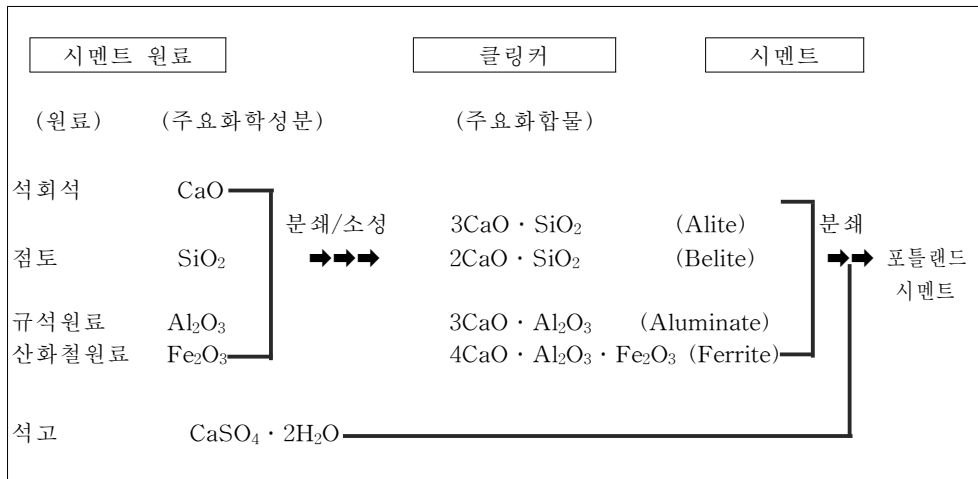 시멘트 원료 클링커 시멘트
(원료) (주요화학성분) (주요화합물)
석회석 CaO
분쇄/소성 3CaO · SiO₂ (Alite) 분쇄
점토 SiO₂ ➡➡➡ 2CaO · SiO₂ (Belite) ➡➡ 포틀랜드
시멘트
규석원료 Al₂O₃ 3CaO · Al₂O₃ (Aluminate)
산화철원료 Fe₂O₃ 4CaO · Al₂O₃ · Fe₂O₃ (Ferrite)
석고 CaSO₄ · 2H₂O